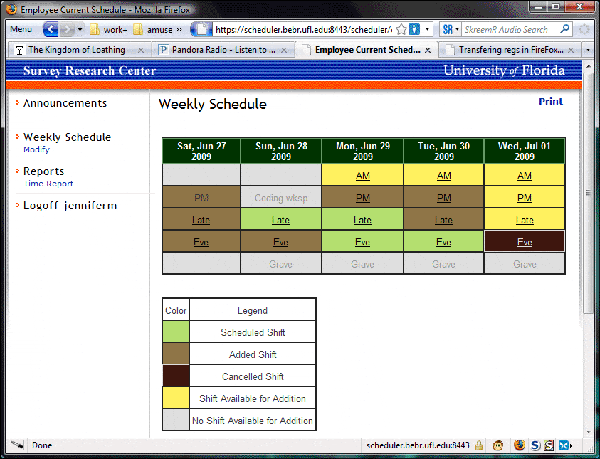 Employee Current Schedule - Mozilla Firefox
Menu work- amuse » https://scheduler.bebr.ufl.edu:8443/scheduler/ SR SkreemR Audio Search
The Kingdom of Loathing Pandora Radio - Listen to ... Employee Current Sched... Transfering regs in FireFox...
Survey Research Center University of Florida
Announcements
Weekly Schedule Print
Weekly Schedule
Modify
Reports
Time Report
Logoff jenniferm
Sat, Jun 27 2009 Sun, Jun 28 2009 Mon, Jun 29 2009 Tue, Jun 30 2009 Wed, Jul 01 2009
AM AM AM
PM Coding wksp PM PM PM
Late Late Late Late Late
Eve Eve Eve Eve Eve
Grave Grave Grave Grave
Color Legend
Scheduled Shift
Added Shift
Cancelled Shift
Shift Available for Addition
No Shift Available for Addition
Done scheduler.bebr.ufl.edu:8443